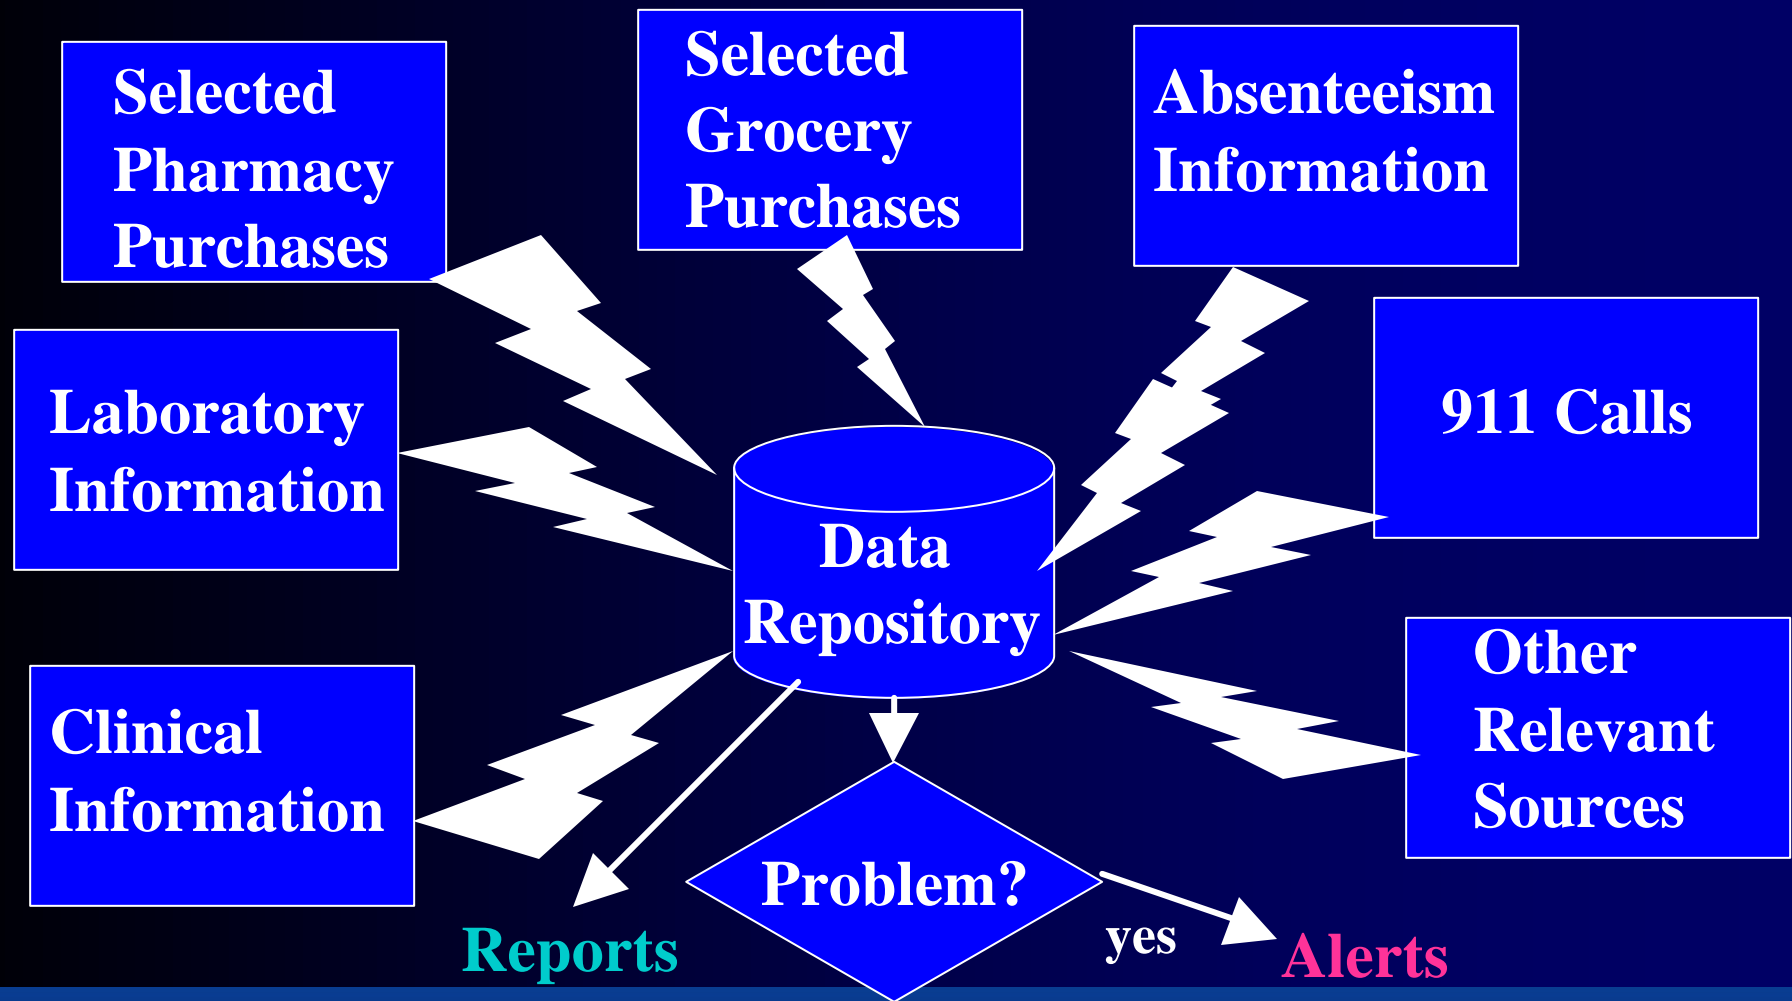 Selected
Pharmacy
Purchases
Selected
Grocery
Purchases
Absenteeism
Information
Laboratory
Information
911 Calls
Data
Repository
Clinical
Information
Other
Relevant
Sources
Problem?
Reports
yes
Alerts